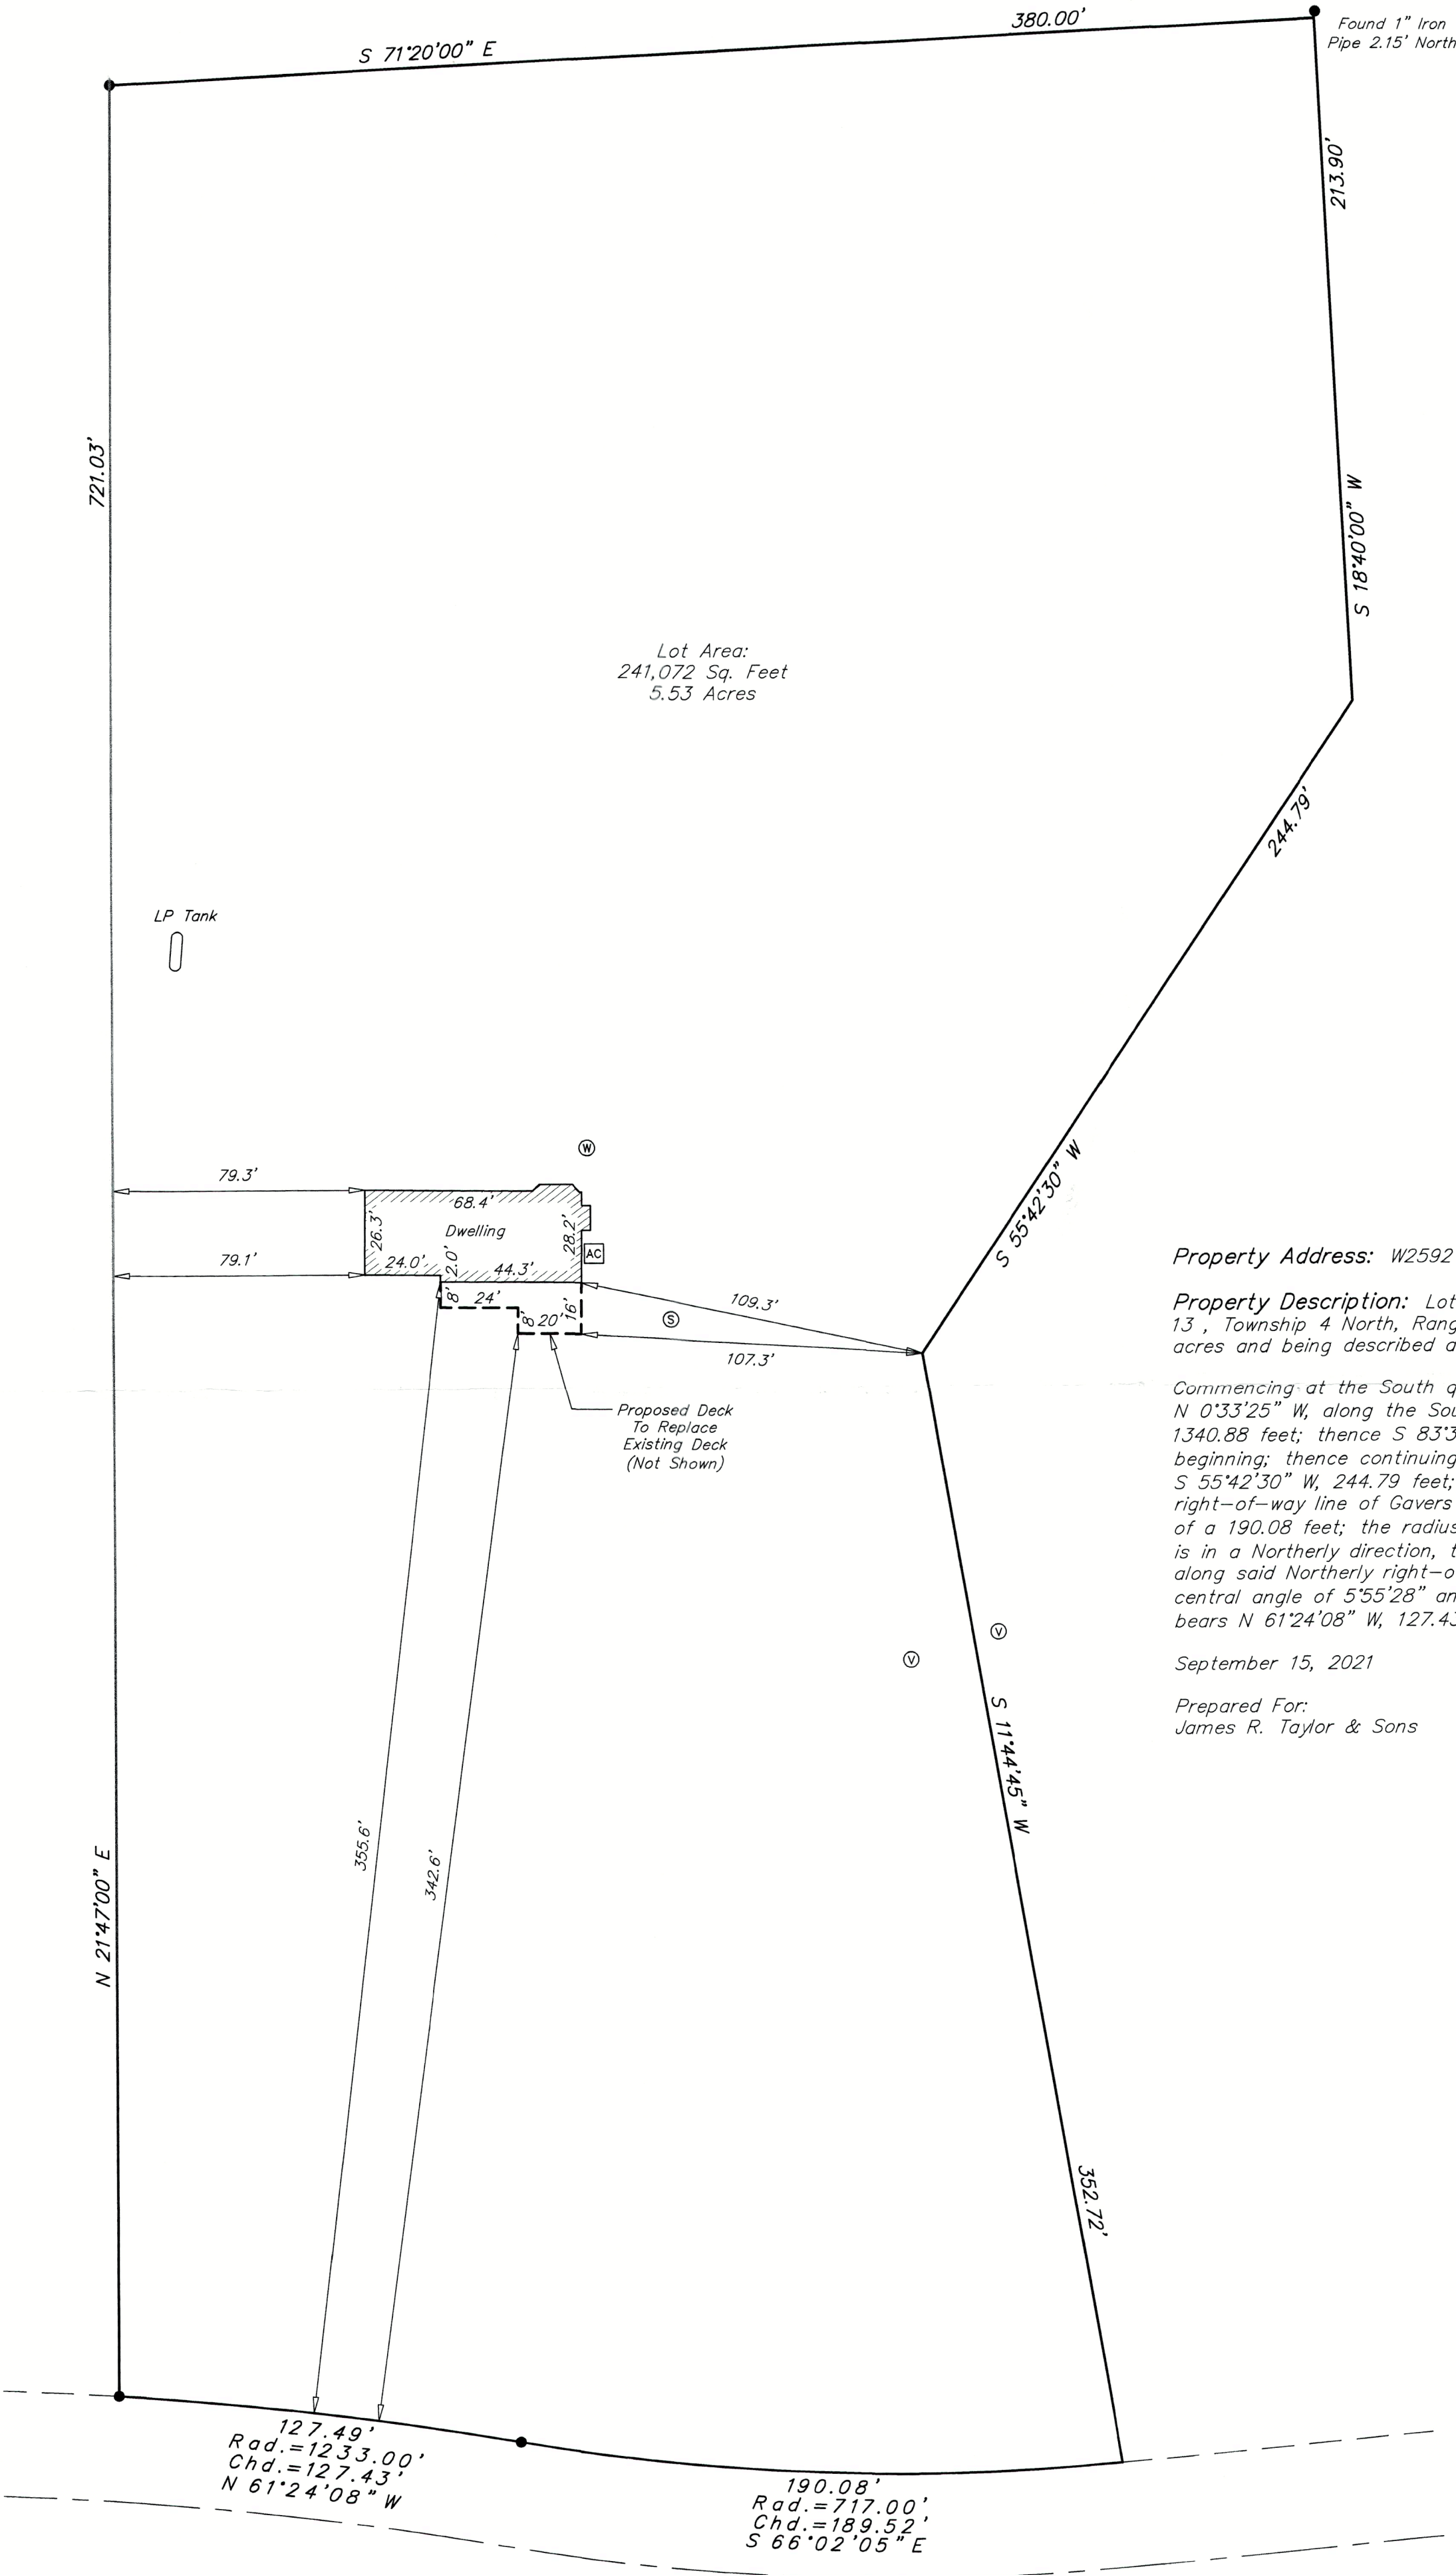 380.00'
S 71°20'00" E
Found 1" Iron
Pipe 2.15' North
213.90'
721.03'
S 18°40'00" W
Lot Area:
241,072 Sq. Feet
5.53 Acres
244.79'
LP Tank
W
79.3'
68.4'
26.3'
Dwelling
28.2'
AC
79.1'
24.0'
2.0'
44.3'
S 55°42'30" W
8'
24'
8'
20'
16'
S
109.3'
107.3'
Proposed Deck
To Replace
Existing Deck
(Not Shown)
Property Address: W2592
Property Description: Lot
13 , Township 4 North, Rang
acres and being described a
Commencing at the South q
N 0°33'25" W, along the Sou
1340.88 feet; thence S 83°3
beginning; thence continuing
S 55°42'30" W, 244.79 feet;
right-of-way line of Gavers
of a 190.08 feet; the radius
is in a Northerly direction, t
along said Northerly right-o
central angle of 5°55'28" an
bears N 61°24'08" W, 127.43
September 15, 2021
Prepared For:
James R. Taylor & Sons
V
V
S 11°44'45" W
355.6'
342.6'
N 21°47'00" E
352.72'
127.49'
Rad.=1233.00'
Chd.=127.43'
N 61°24'08" W
190.08'
Rad.=717.00'
Chd.=189.52'
S 66°02'05" E